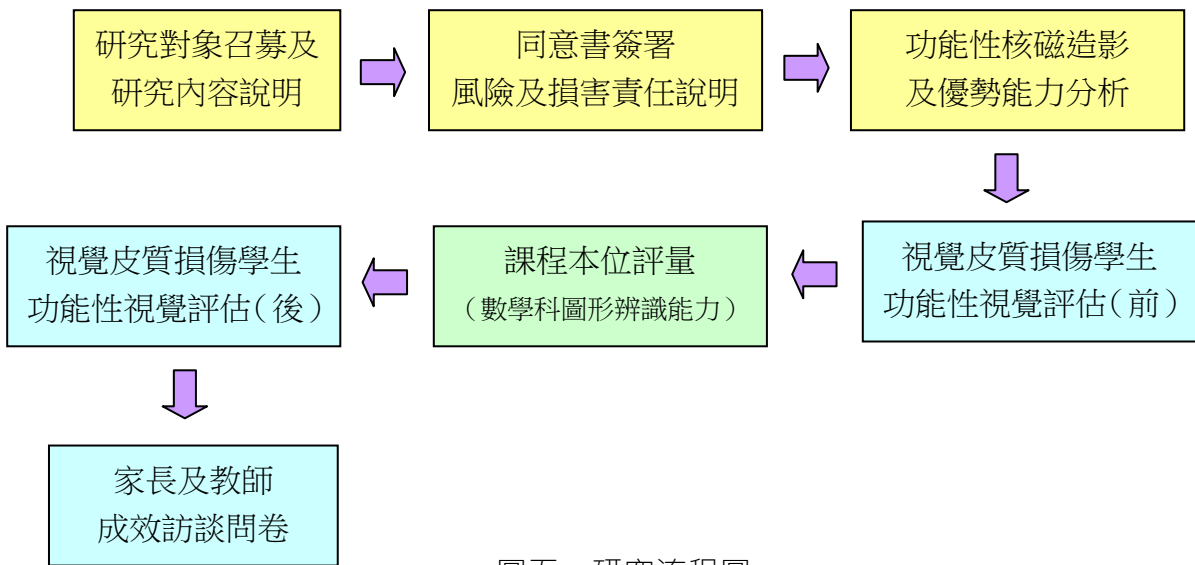 研究對象召募及
研究內容說明
同意書簽署
風險及損害責任說明
功能性核磁造影
及優勢能力分析
視覺皮質損傷學生
功能性視覺評估(前)
課程本位評量
(數學科圖形辨識能力)
視覺皮質損傷學生
功能性視覺評估(後)
家長及教師
成效訪談問卷